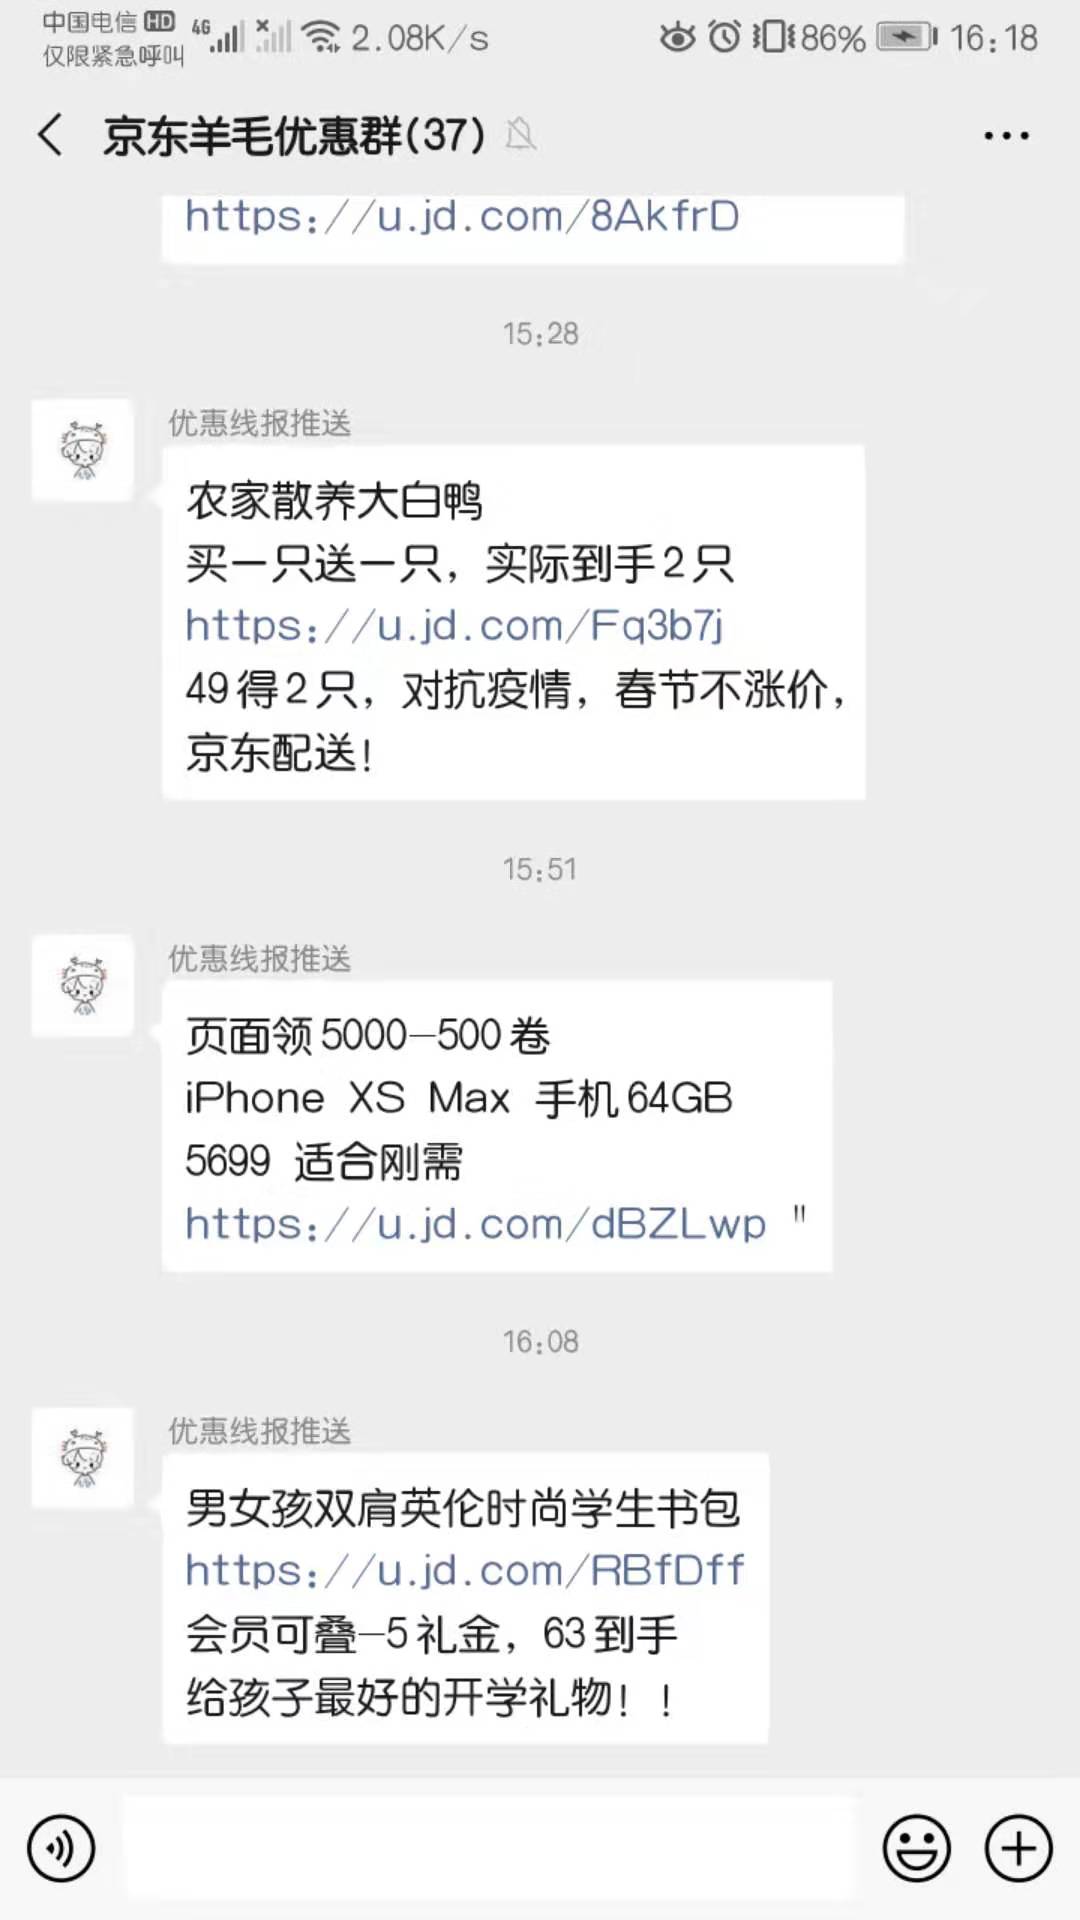 中国电信 HD 4G 2.08K/s 86% 16:18
仅限紧急呼叫
京东羊毛优惠群(37)
https://u.jd.com/8AkfrD
15:28
优惠线报推送
农家散养大白鸭
买一只送一只，实际到手2只
https://u.jd.com/Fq3b7j
49得2只，对抗疫情，春节不涨价，
京东配送！
15:51
优惠线报推送
页面领5000-500卷
iPhone XS Max 手机64GB
5699 适合刚需
https://u.jd.com/dBZLwp "
16:08
优惠线报推送
男女孩双肩英伦时尚学生书包
https://u.jd.com/RBfDff
会员可叠-5礼金，63到手
给孩子最好的开学礼物！！